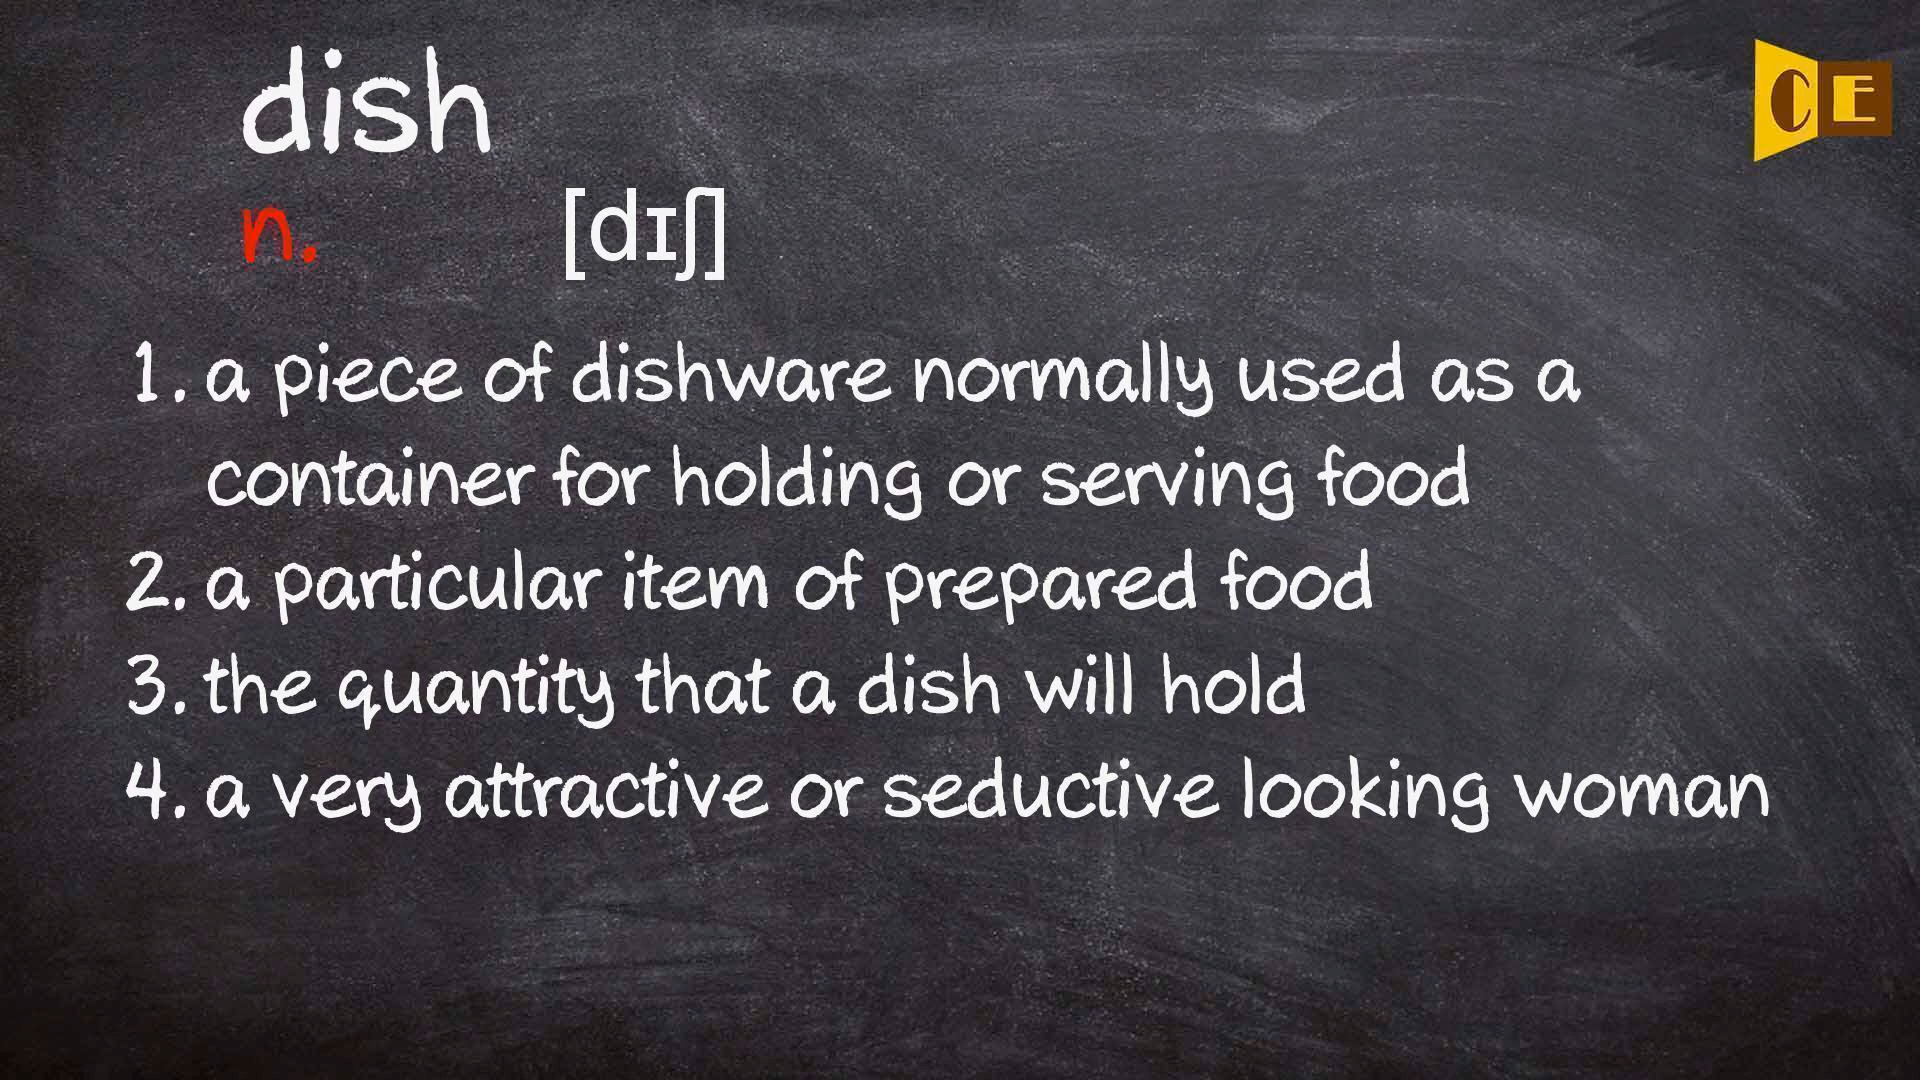 dish
CE
n. [dɪʃ]
1. a piece of dishware normally used as a
container for holding or serving food
2. a particular item of prepared food
3. the quantity that a dish will hold
4. a very attractive or seductive looking woman